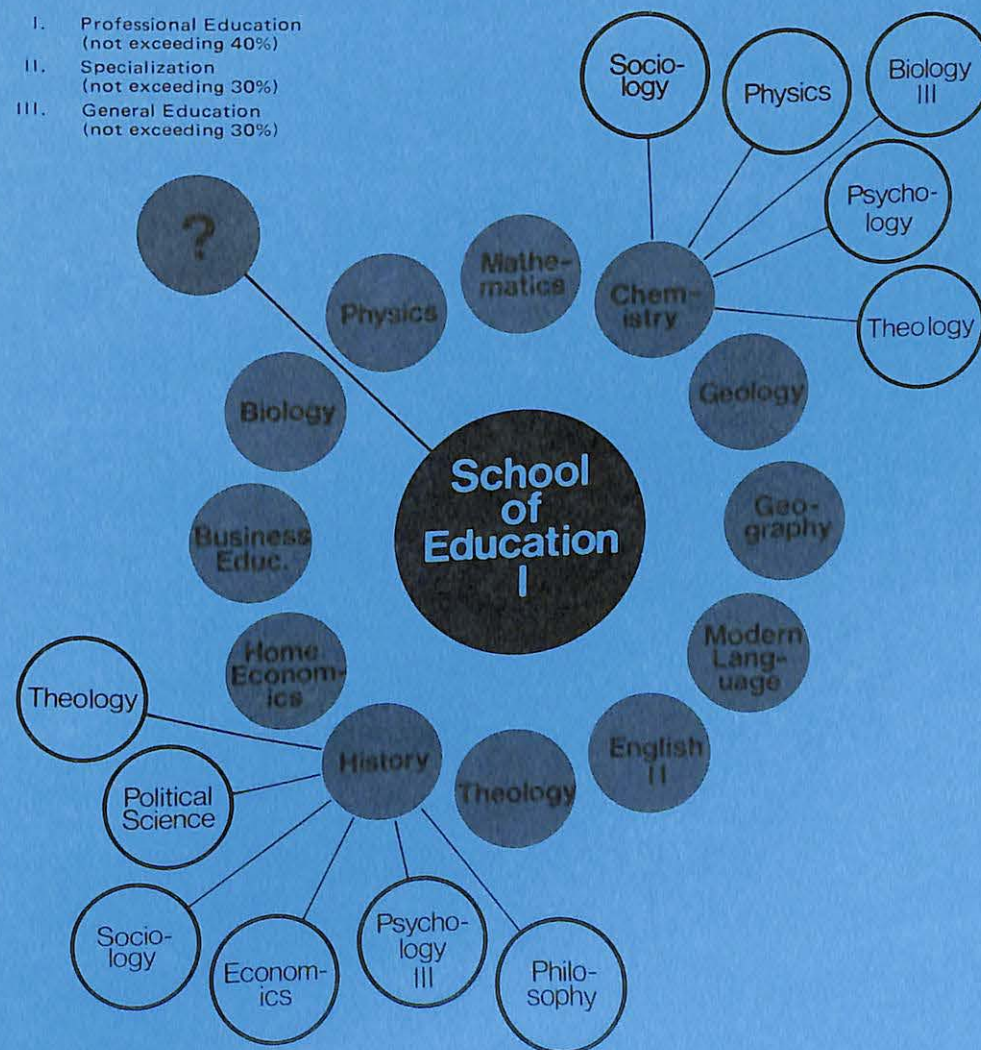 I. Professional Education
(not exceeding 40%)
II. Specialization
(not exceeding 30%)
III. General Education
(not exceeding 30%)
Socio-
logy
Physics
Biology
III
Psycho-
logy
Theology
?
Physics
Mathe-
matics
Chem-
istry
Biology
Geology
School
of
Education
I
Business
Educ.
Geo-
graphy
Home
Econom-
ics
Modern
Lang-
uage
History
Theology
English
II
Theology
Political
Science
Socio-
logy
Econom-
ics
Psycho-
logy
III
Philo-
sophy